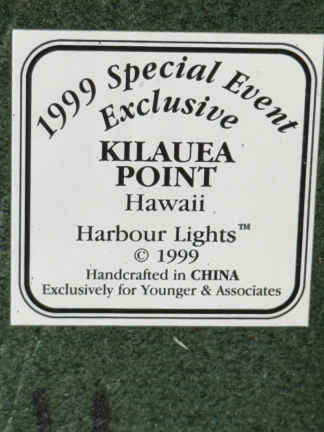 1999 Special Event
Exclusive
KILAUEA
POINT
Hawaii
Harbour Lights™
© 1999
Handcrafted in CHINA
Exclusively for Younger & Associates